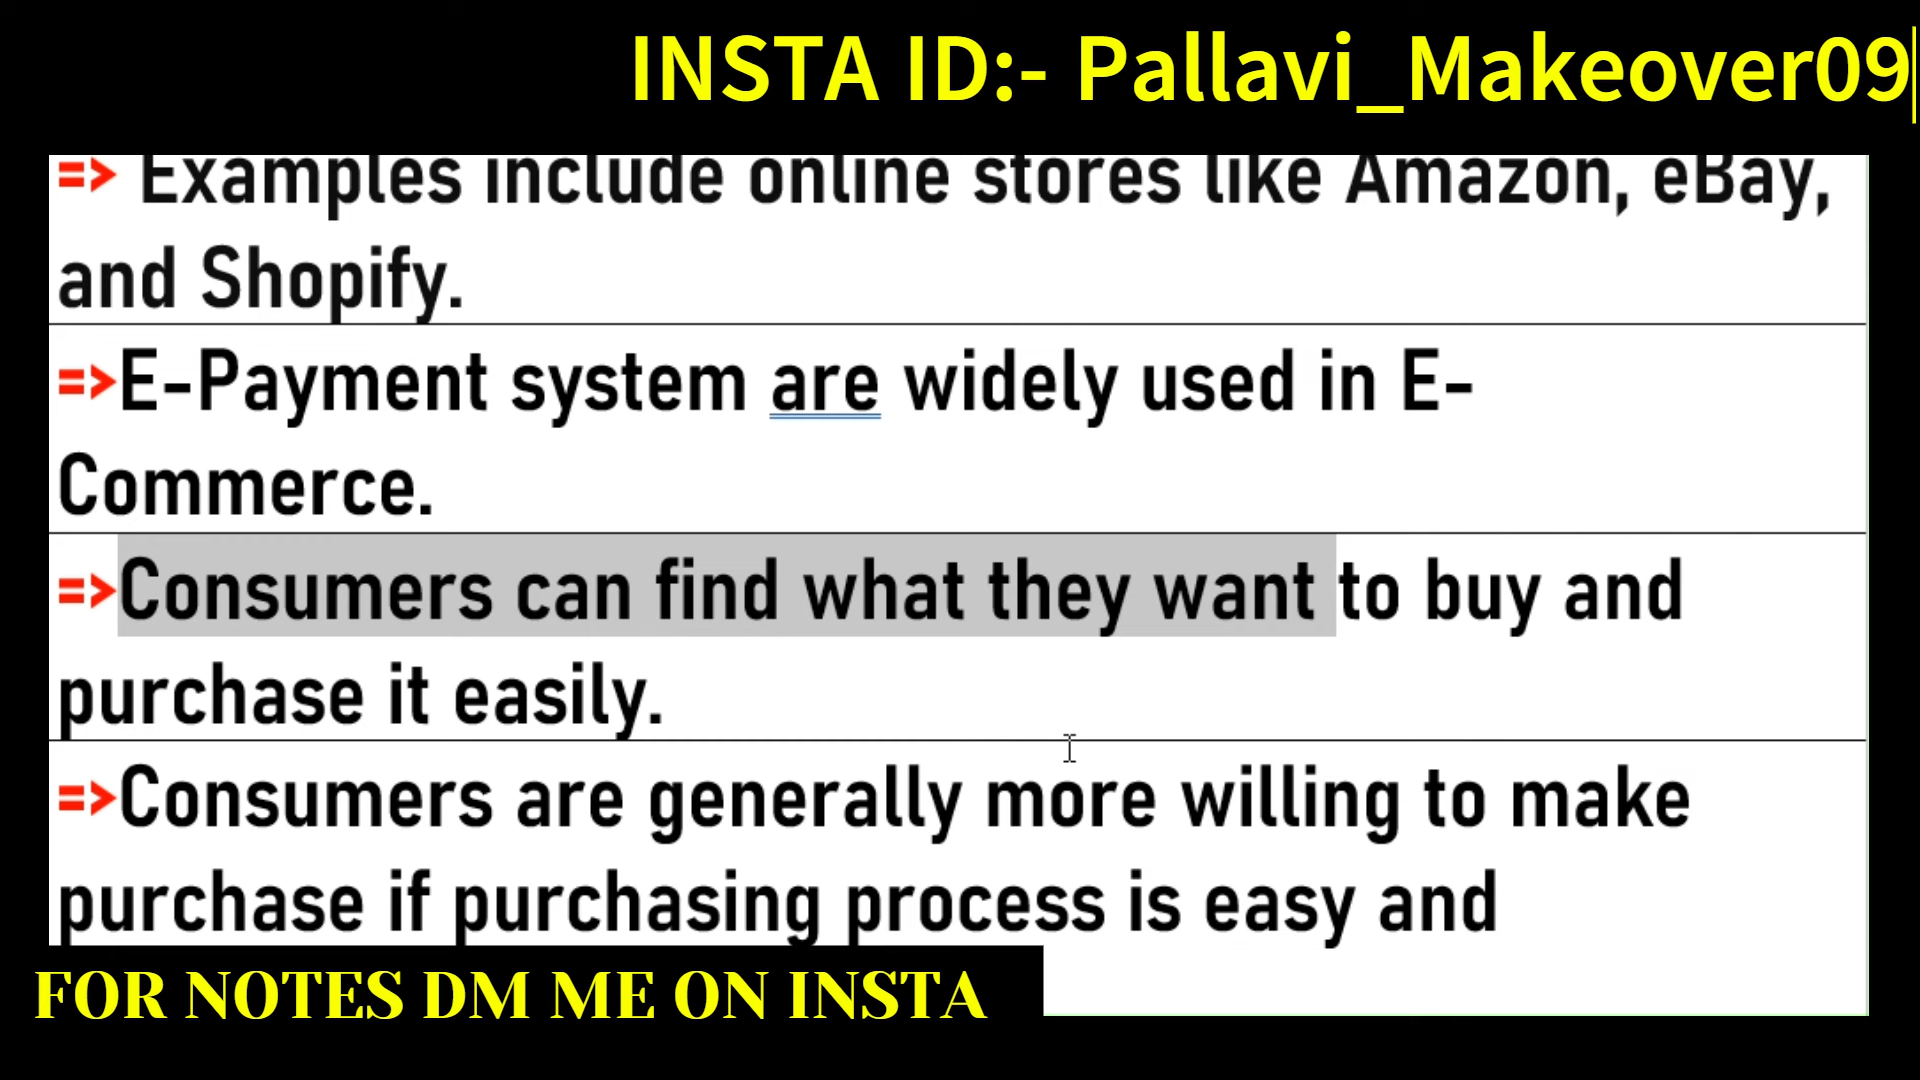 INSTA ID:- Pallavi_Makeover09
=> Examples include online stores like Amazon, eBay,
and Shopify.
=>E-Payment system are widely used in E-
Commerce.
=>Consumers can find what they want to buy and
purchase it easily.
=>Consumers are generally more willing to make
purchase if purchasing process is easy and
FOR NOTES DM ME ON INSTA